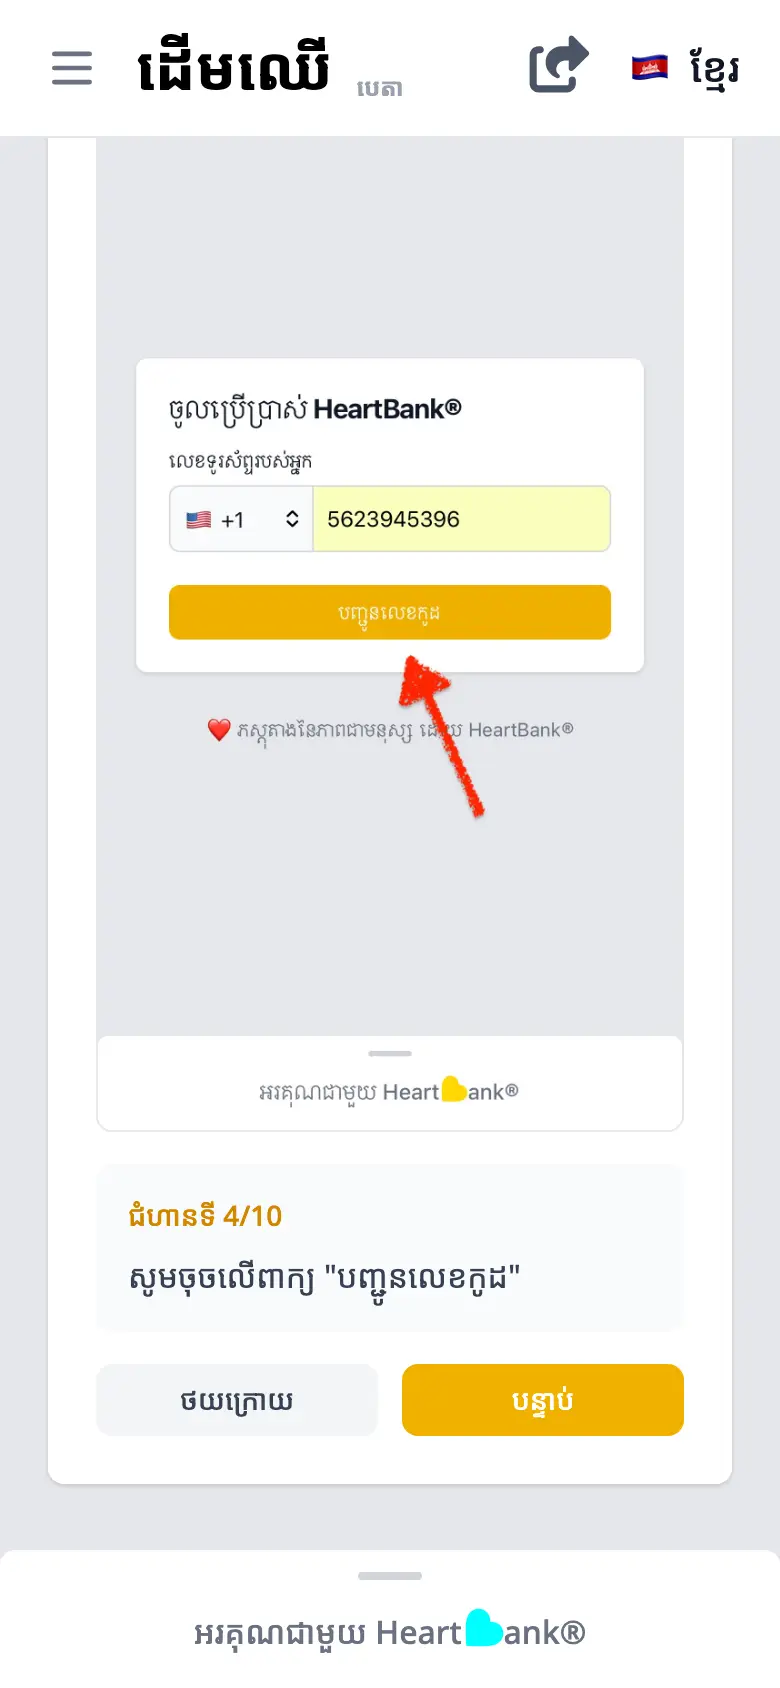 ដើមឈើ បេតា 🇰🇭 ខ្មែរ
ចូលប្រើប្រាស់ HeartBank®
លេខទូរស័ព្ទរបស់អ្នក
🇺🇸 +1 5623945396
បញ្ជូនលេខកូដ
❤️ ភស្តុតាងនៃភាពជាមនុស្ស ដោយ HeartBank®
អរគុណជាមួយ Heartbank®
ជំហានទី 4/10
សូមចុចលើពាក្យ "បញ្ជូនលេខកូដ"
ថយក្រោយ បន្ទាប់
អរគុណជាមួយ Heartbank®